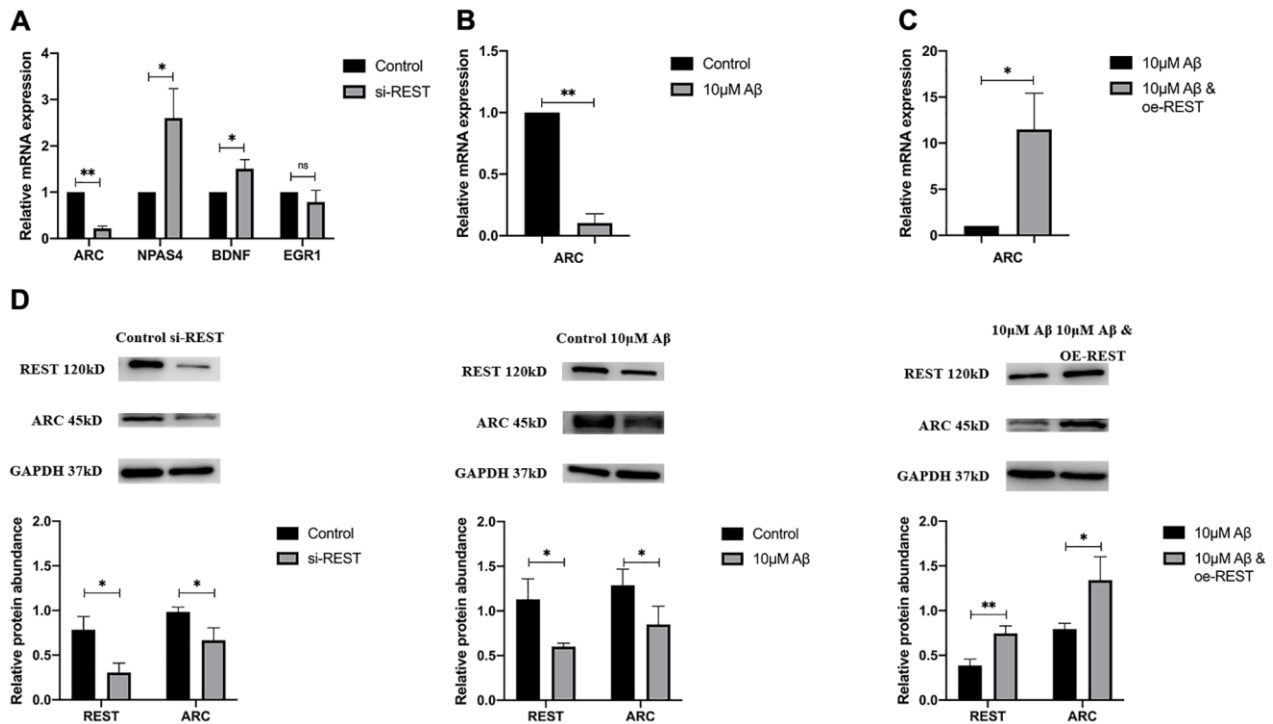 A
Relative mRNA expression
4
3
2
1
0
**
*
*
ns
ARC NPAS4 BDNF EGR1
Control
si-REST
B
Relative mRNA expression
1.5
1.0
0.5
0.0
**
ARC
Control
10μM Aβ
C
Relative mRNA expression
20
15
10
5
0
*
ARC
10μM Aβ
10μM Aβ &
oe-REST
D
Control si-REST
REST 120kD
ARC 45kD
GAPDH 37kD
Relative protein abundance
2.0
1.5
1.0
0.5
0.0
*
*
REST ARC
Control
si-REST
Control 10μM Aβ
REST 120kD
ARC 45kD
GAPDH 37kD
Relative protein abundance
2.0
1.5
1.0
0.5
0.0
*
*
REST ARC
Control
10μM Aβ
10μM Aβ 10μM Aβ &
OE-REST
REST 120kD
ARC 45kD
GAPDH 37kD
Relative protein abundance
2.0
1.5
1.0
0.5
0.0
**
*
REST ARC
10μM Aβ
10μM Aβ &
oe-REST